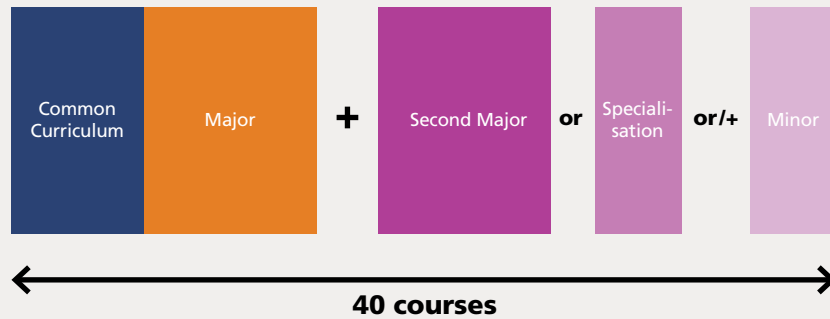 Common
Curriculum
Major
+
Second Major
or
Speciali-
sation
or/+
Minor
40 courses